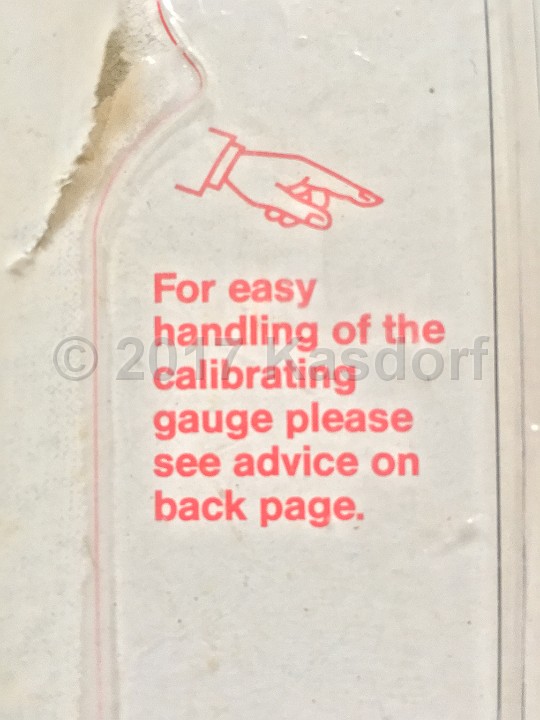 For easy
handling of the
© 2017 Kasdorf
calibrating
gauge please
see advice on
back page.